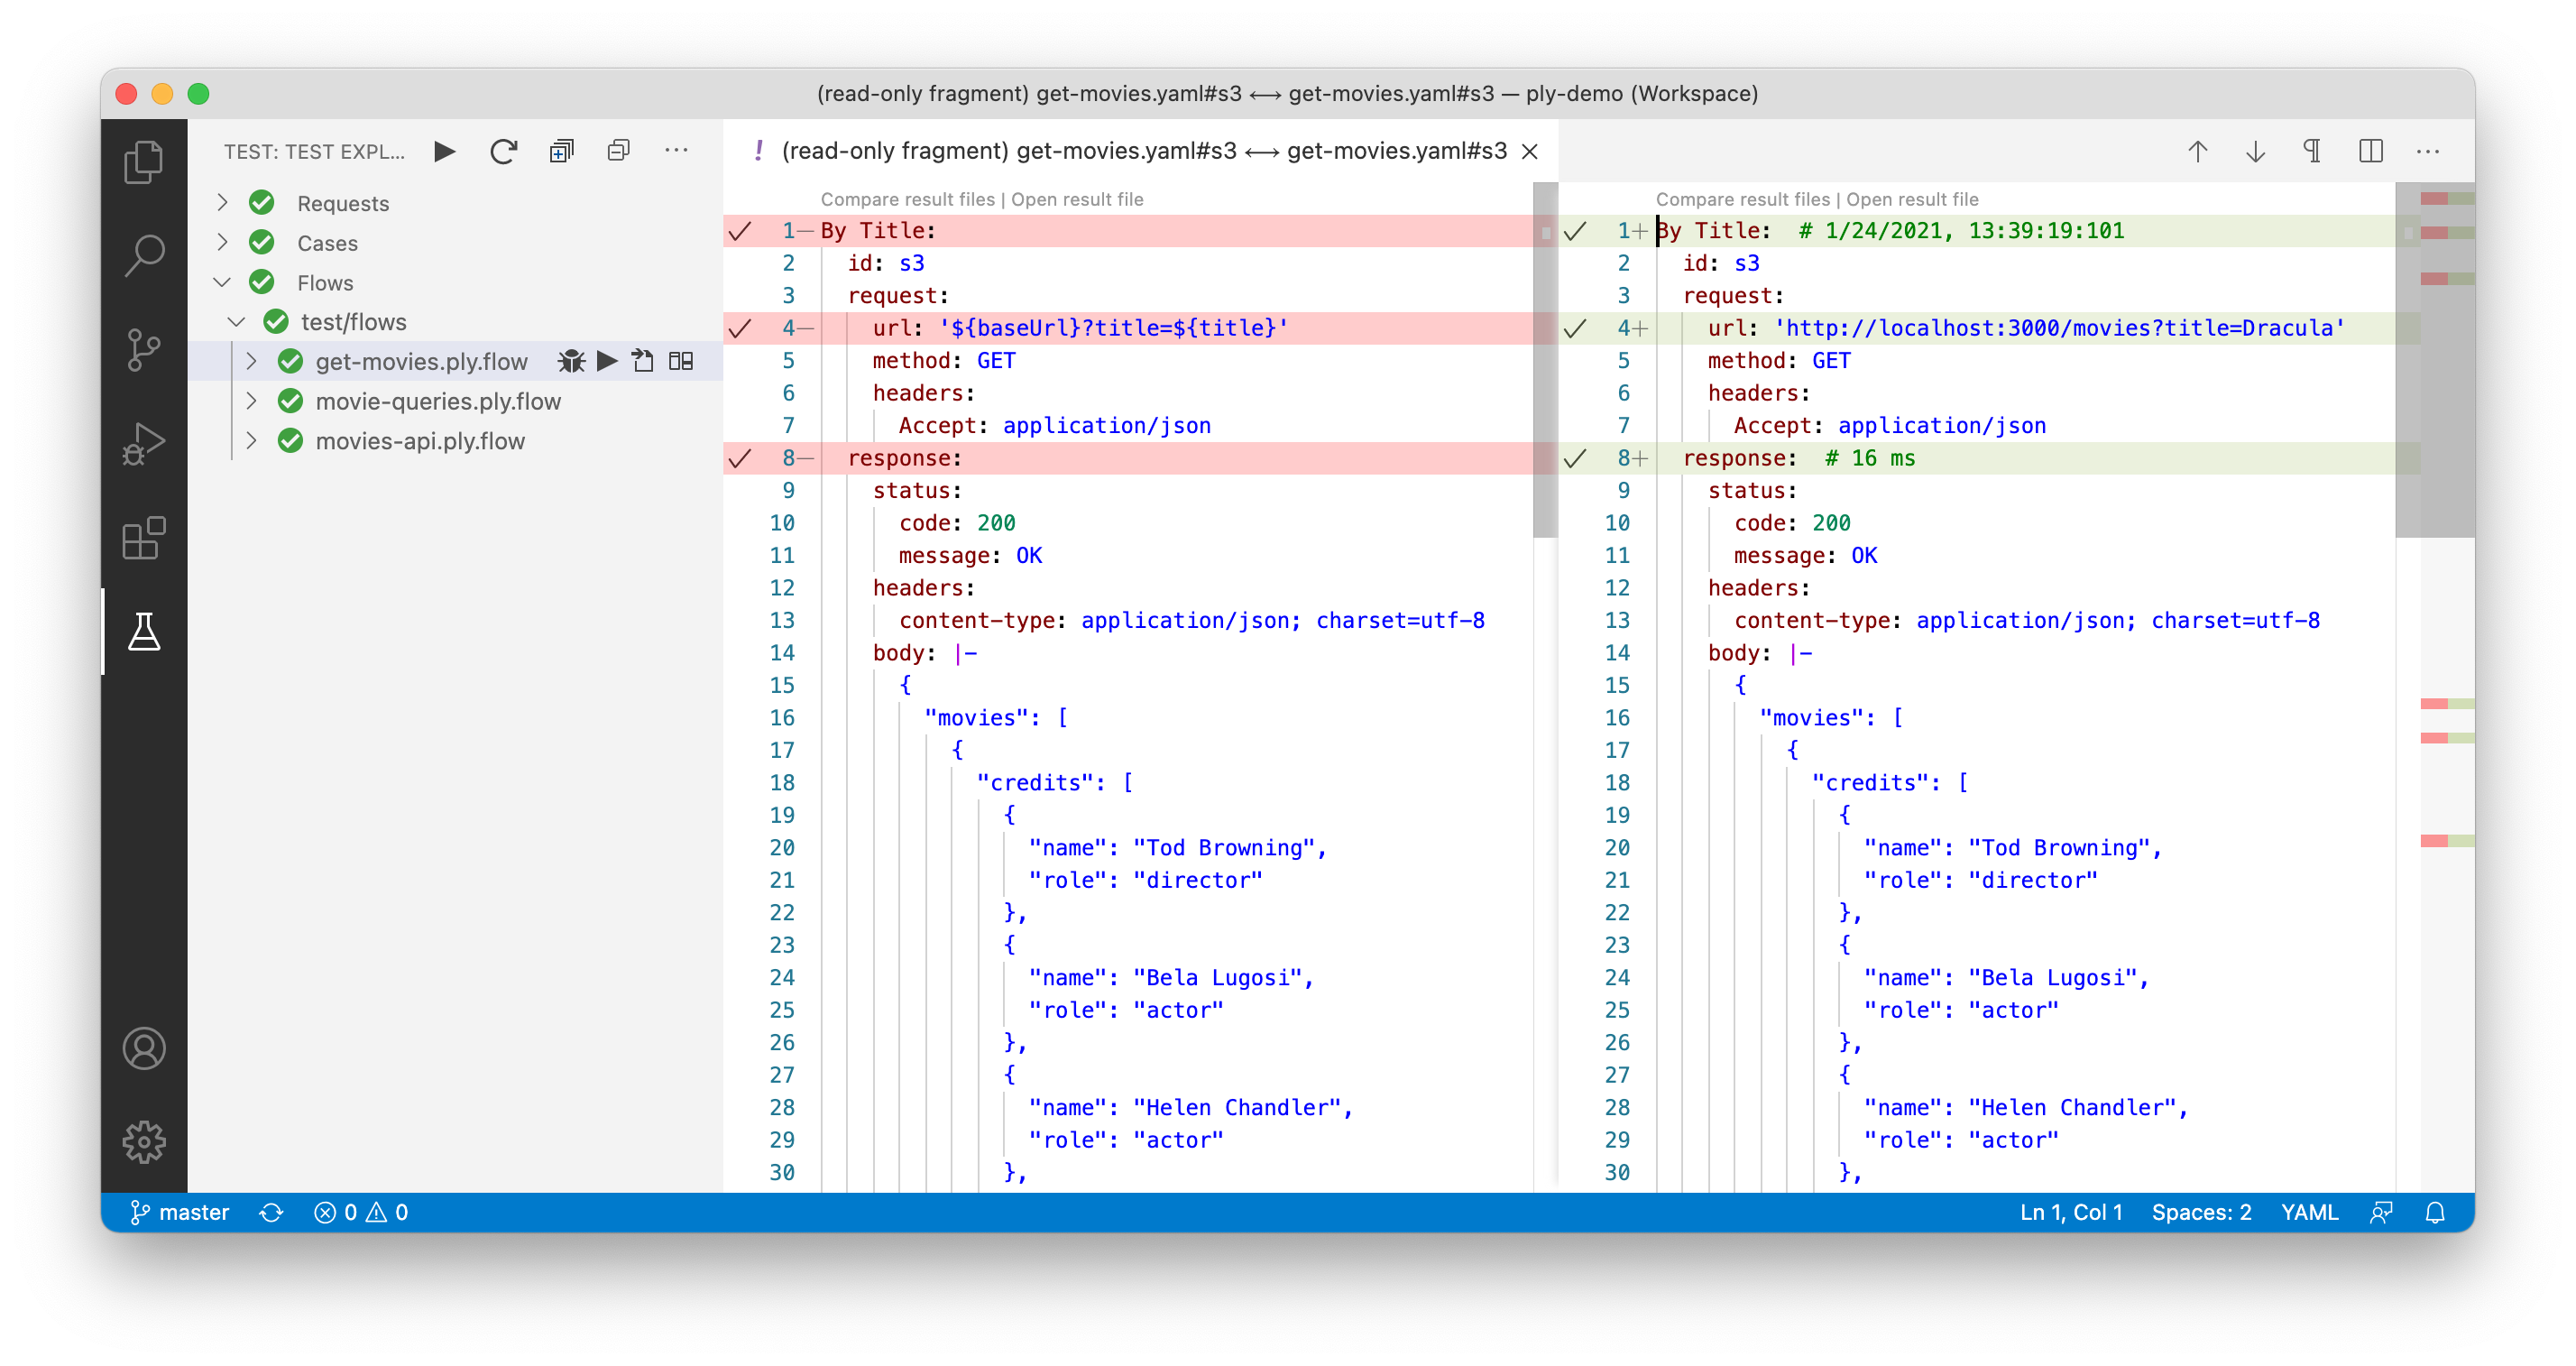 (read-only fragment) get-movies.yaml#s3 ⟷ get-movies.yaml#s3 — ply-demo (Workspace)
TEST: TEST EXPL...
Requests
Cases
Flows
test/flows
get-movies.ply.flow
movie-queries.ply.flow
movies-api.ply.flow
! (read-only fragment) get-movies.yaml#s3 ⟷ get-movies.yaml#s3
Compare result files | Open result file
1— By Title:
2 id: s3
3 request:
4— url: '${baseUrl}?title=${title}'
5 method: GET
6 headers:
7 Accept: application/json
8— response:
9 status:
10 code: 200
11 message: OK
12 headers:
13 content-type: application/json; charset=utf-8
14 body: |-
15 {
16 "movies": [
17 {
18 "credits": [
19 {
20 "name": "Tod Browning",
21 "role": "director"
22 },
23 {
24 "name": "Bela Lugosi",
25 "role": "actor"
26 },
27 {
28 "name": "Helen Chandler",
29 "role": "actor"
30 },
Compare result files | Open result file
1+ By Title: # 1/24/2021, 13:39:19:101
2 id: s3
3 request:
4+ url: 'http://localhost:3000/movies?title=Dracula'
5 method: GET
6 headers:
7 Accept: application/json
8+ response: # 16 ms
9 status:
10 code: 200
11 message: OK
12 headers:
13 content-type: application/json; charset=utf-8
14 body: |-
15 {
16 "movies": [
17 {
18 "credits": [
19 {
20 "name": "Tod Browning",
21 "role": "director"
22 },
23 {
24 "name": "Bela Lugosi",
25 "role": "actor"
26 },
27 {
28 "name": "Helen Chandler",
29 "role": "actor"
30 },
master 0 0 Ln 1, Col 1 Spaces: 2 YAML